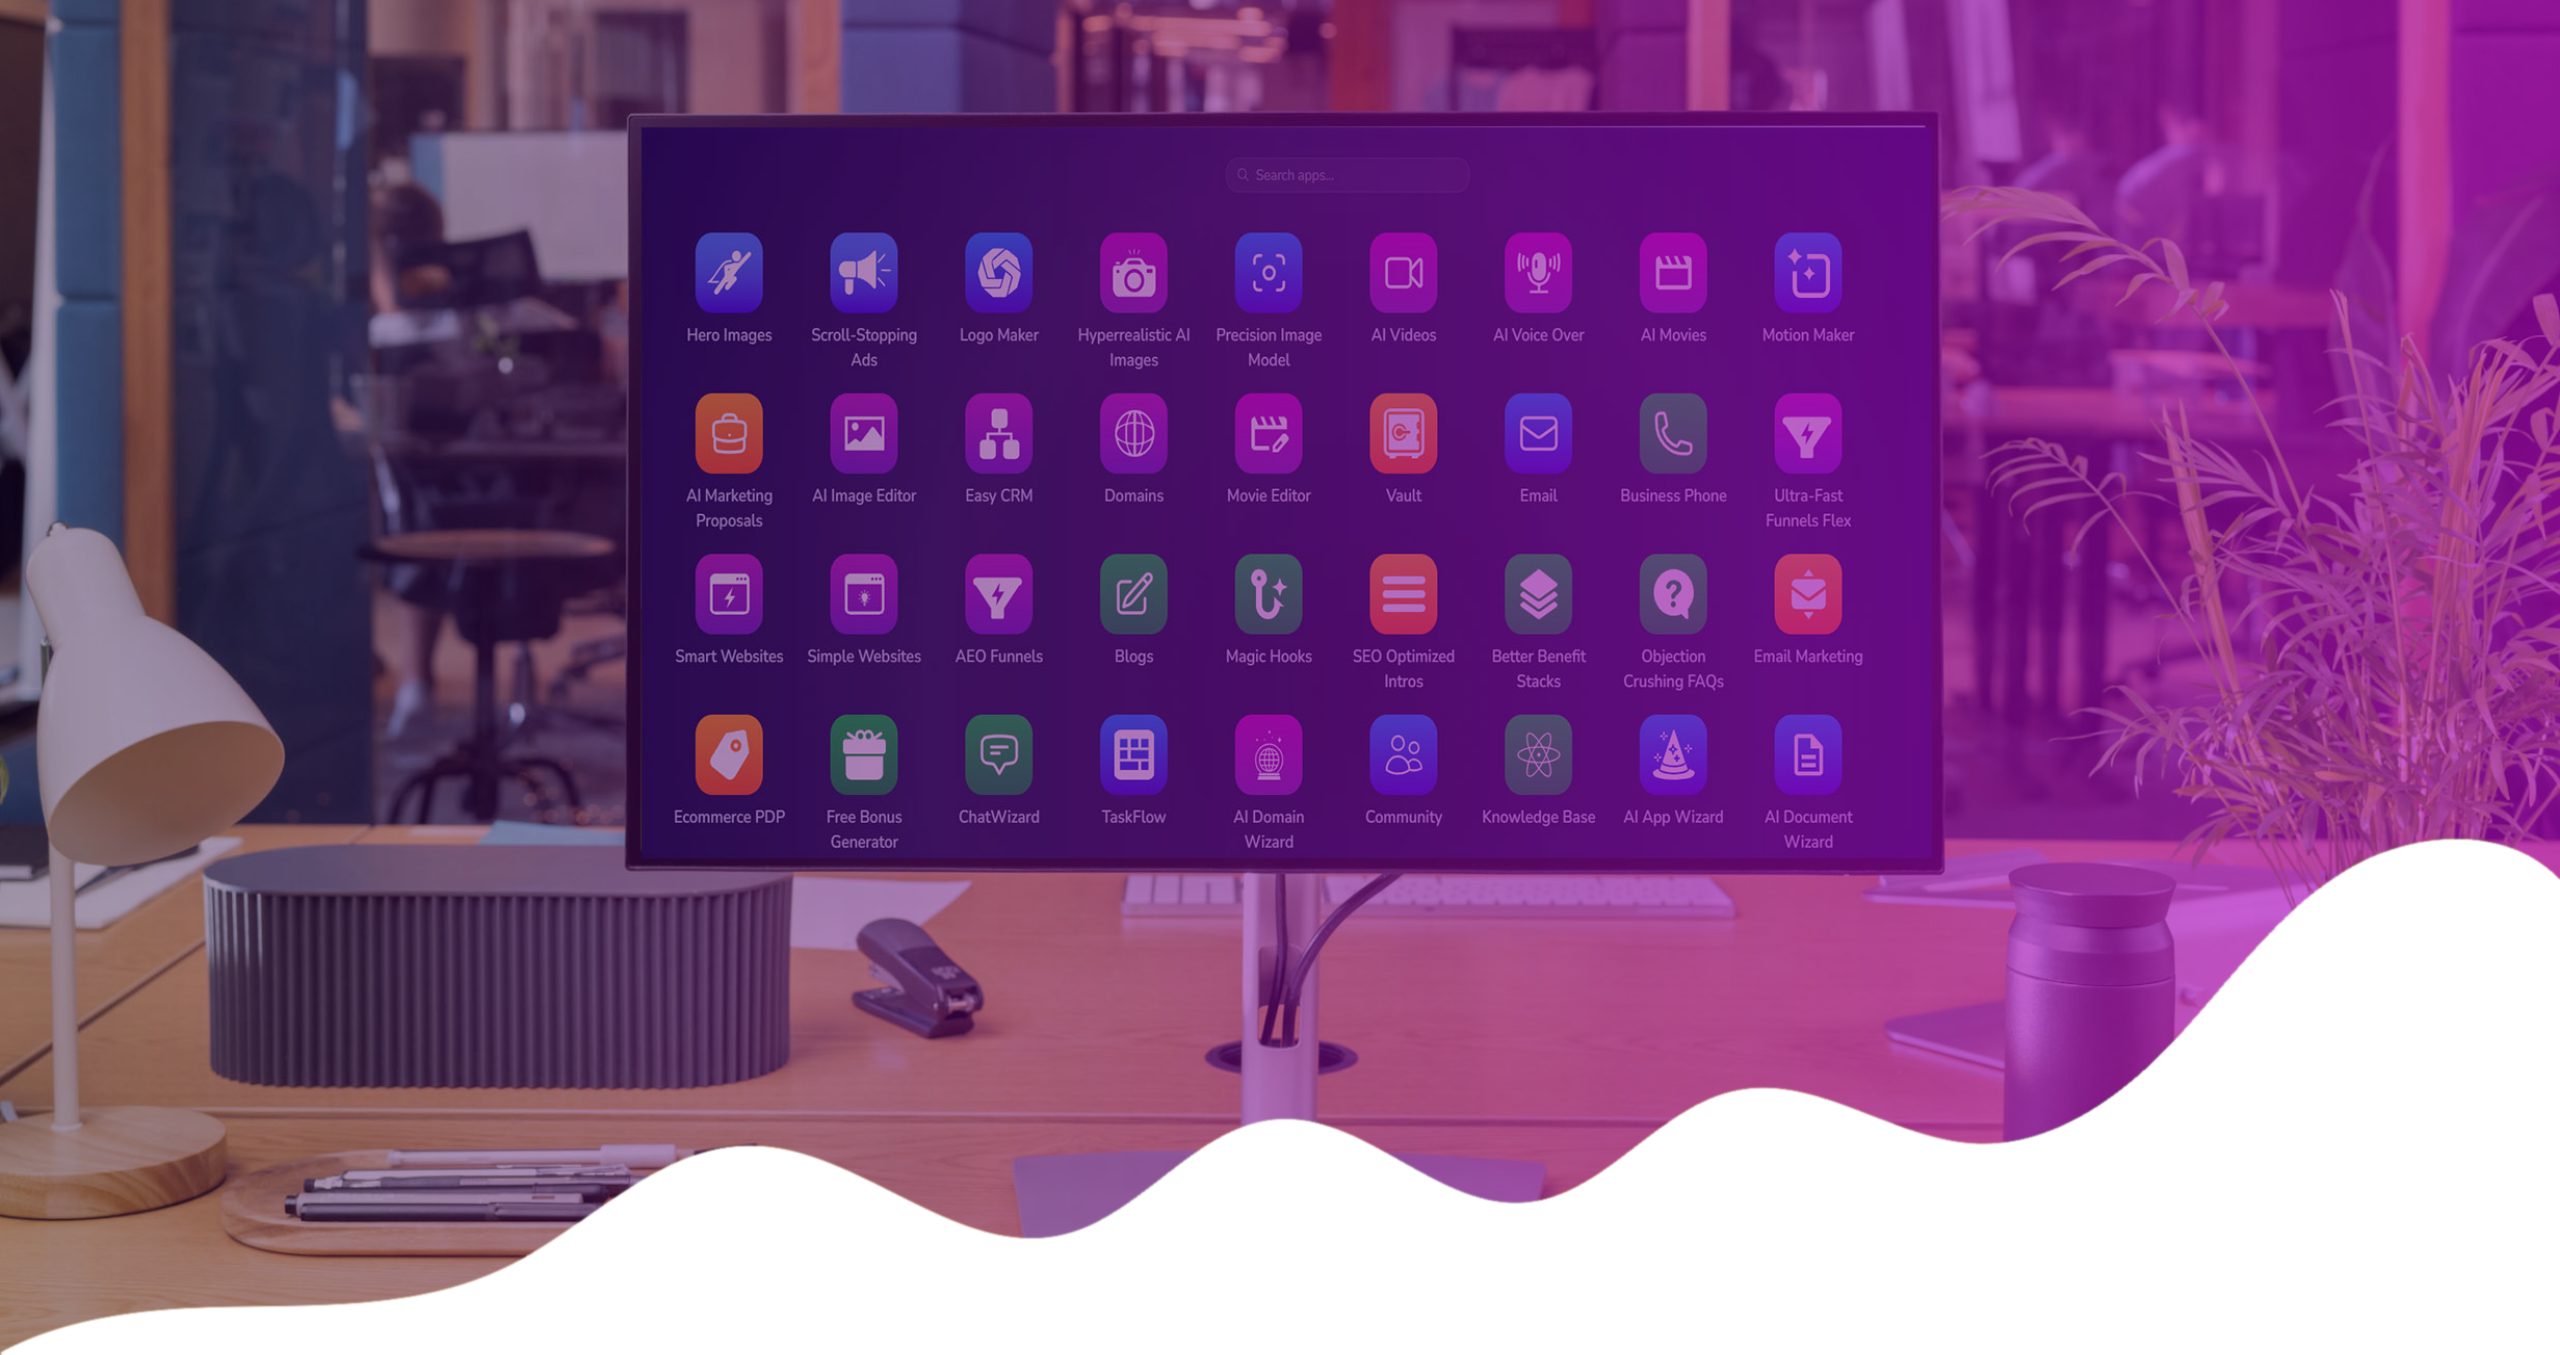 Search apps...
Hero Images
Scroll-Stopping
Ads
Logo Maker
Hyperrealistic AI
Images
Precision Image
Model
AI Videos
AI Voice Over
AI Movies
Motion Maker
AI Marketing
Proposals
AI Image Editor
Easy CRM
Domains
Movie Editor
Vault
Email
Business Phone
Ultra-Fast
Funnels Flex
Smart Websites
Simple Websites
AEO Funnels
Blogs
Magic Hooks
SEO Optimized
Intros
Better Benefit
Stacks
Objection
Crushing FAQs
Email Marketing
Ecommerce PDP
Free Bonus
Generator
ChatWizard
TaskFlow
AI Domain
Wizard
Community
Knowledge Base
AI App Wizard
AI Document
Wizard